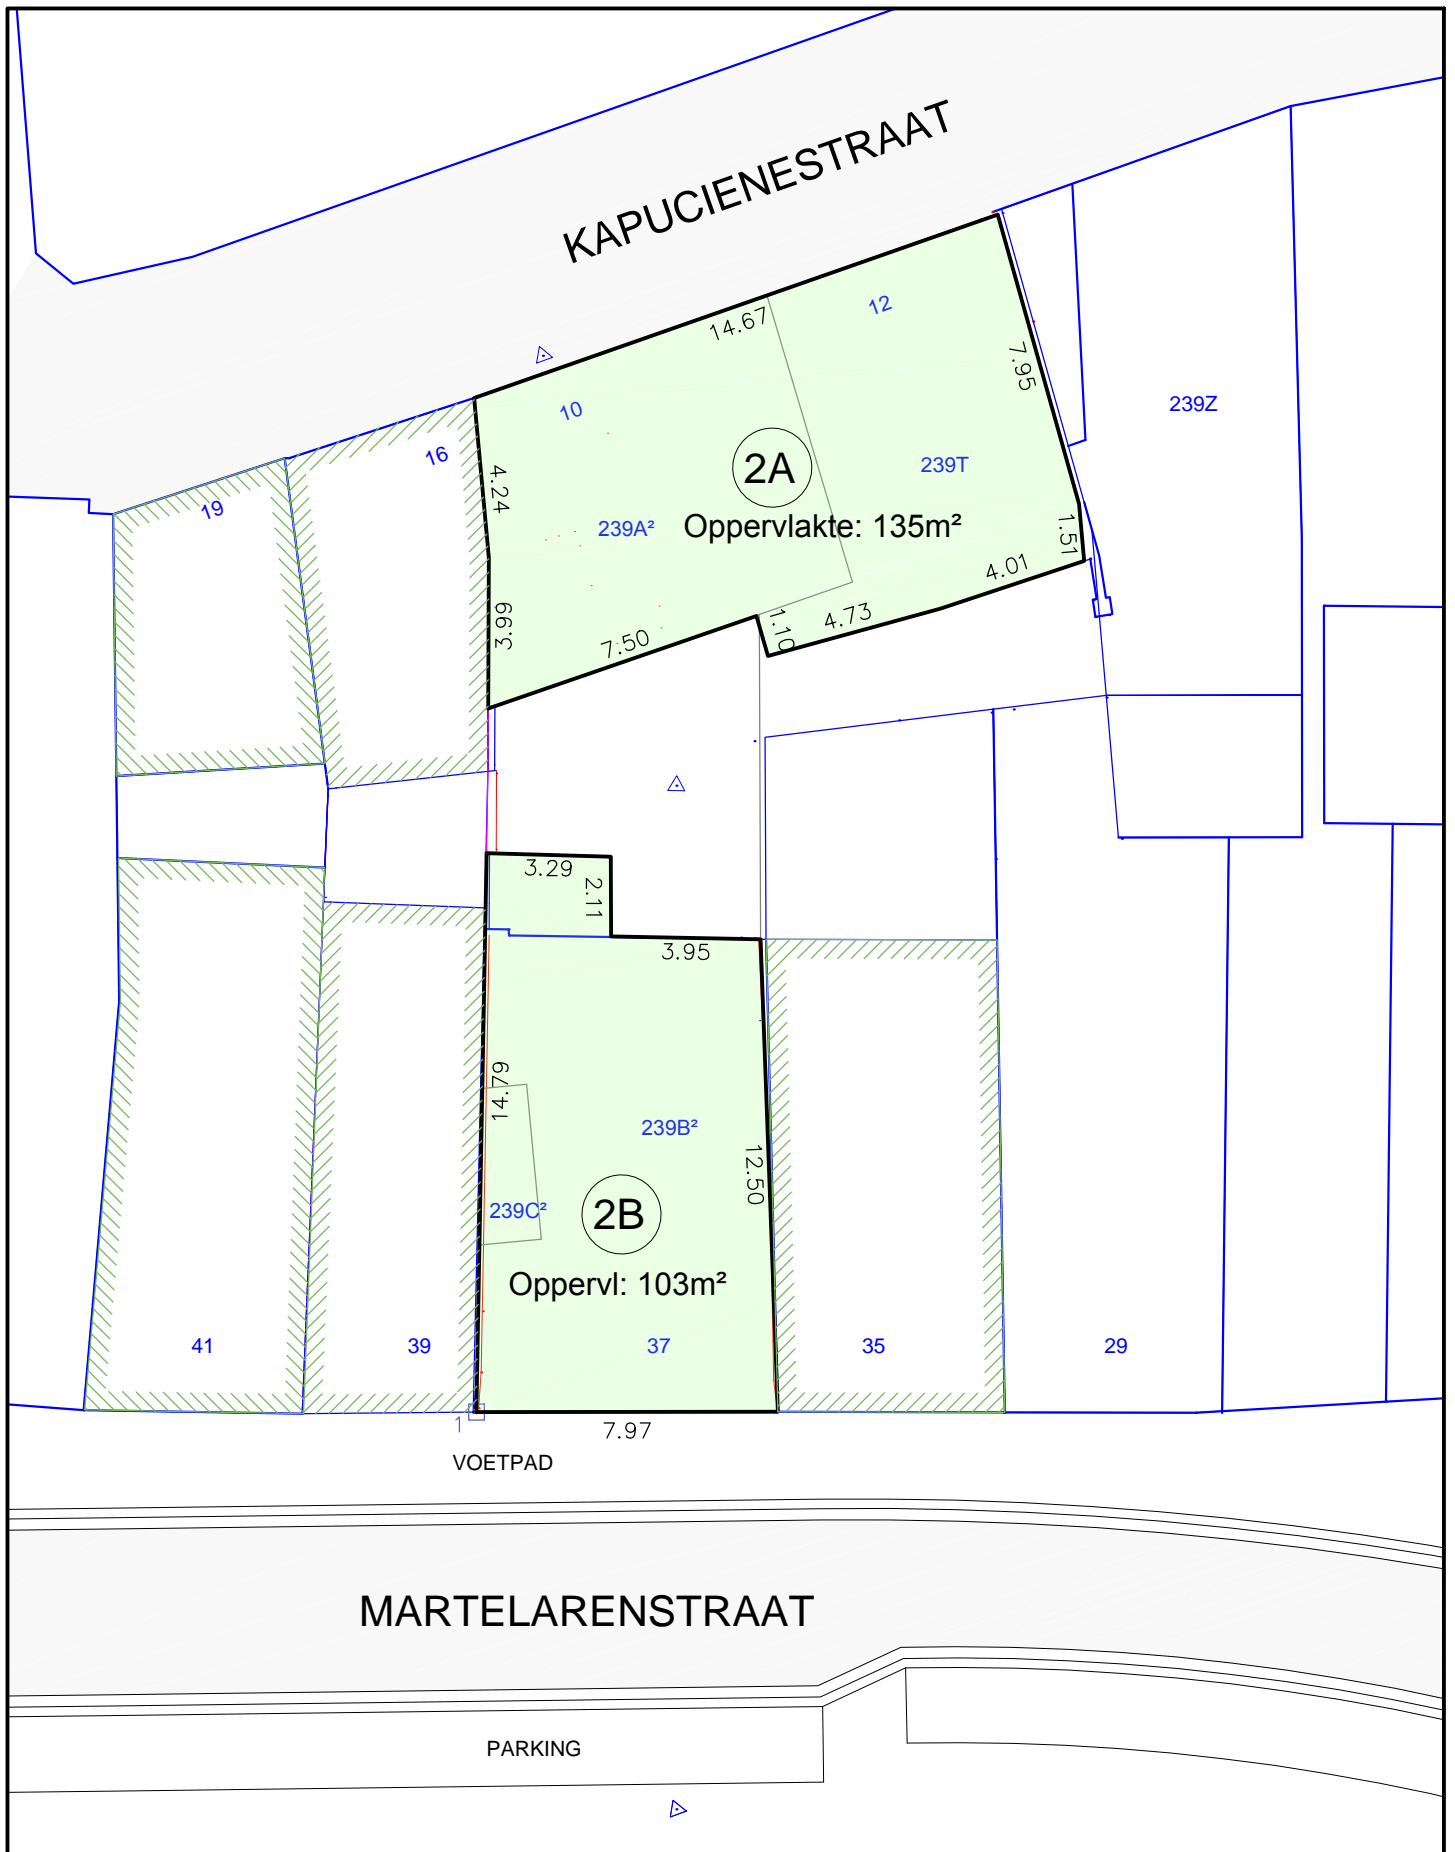 KAPUCIENESTRAAT
12
14.67
7.95
10
239Z
16
2A
239T
4.24
19
239A²
Oppervlakte: 135m²
1.51
4.01
3.99
4.73
1.10
7.50
3.29
2.11
3.95
14.79
239B²
12.50
239C²
2B
Oppervl: 103m²
41
39
37
35
29
1
7.97
VOETPAD
MARTELARENSTRAAT
PARKING